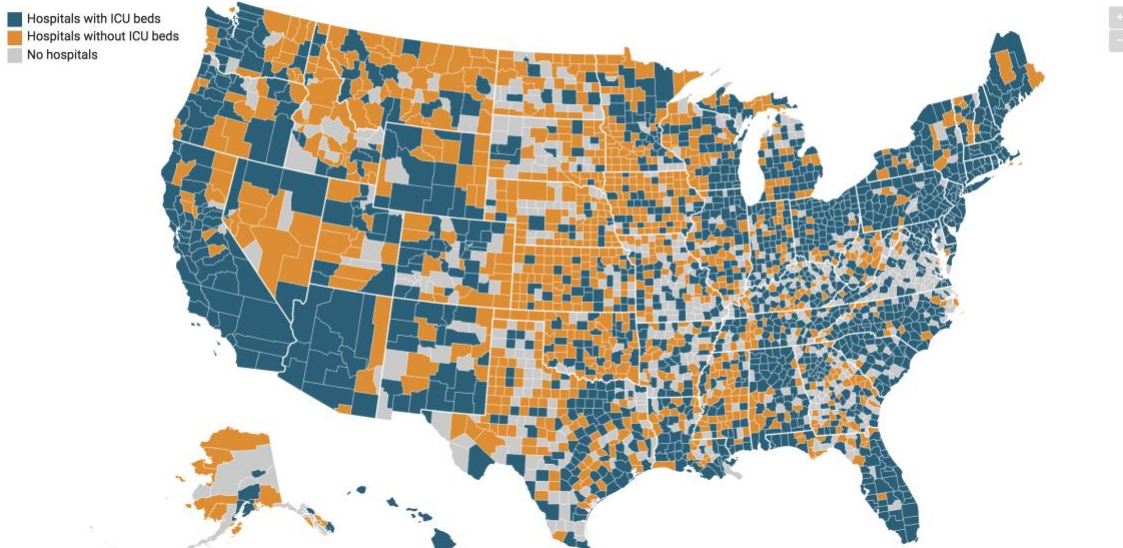 Hospitals with ICU beds
Hospitals without ICU beds
No hospitals
+
−